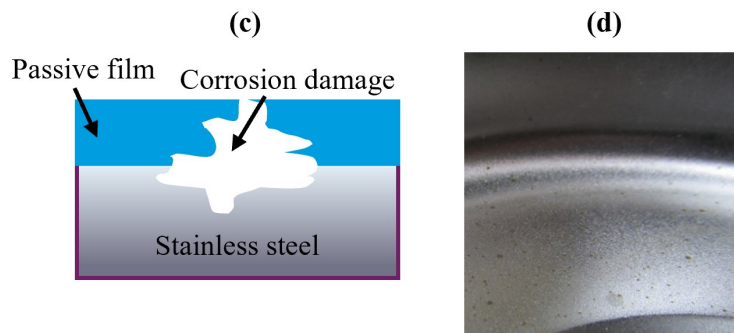 (c)
(d)
Passive film
Corrosion damage
Stainless steel